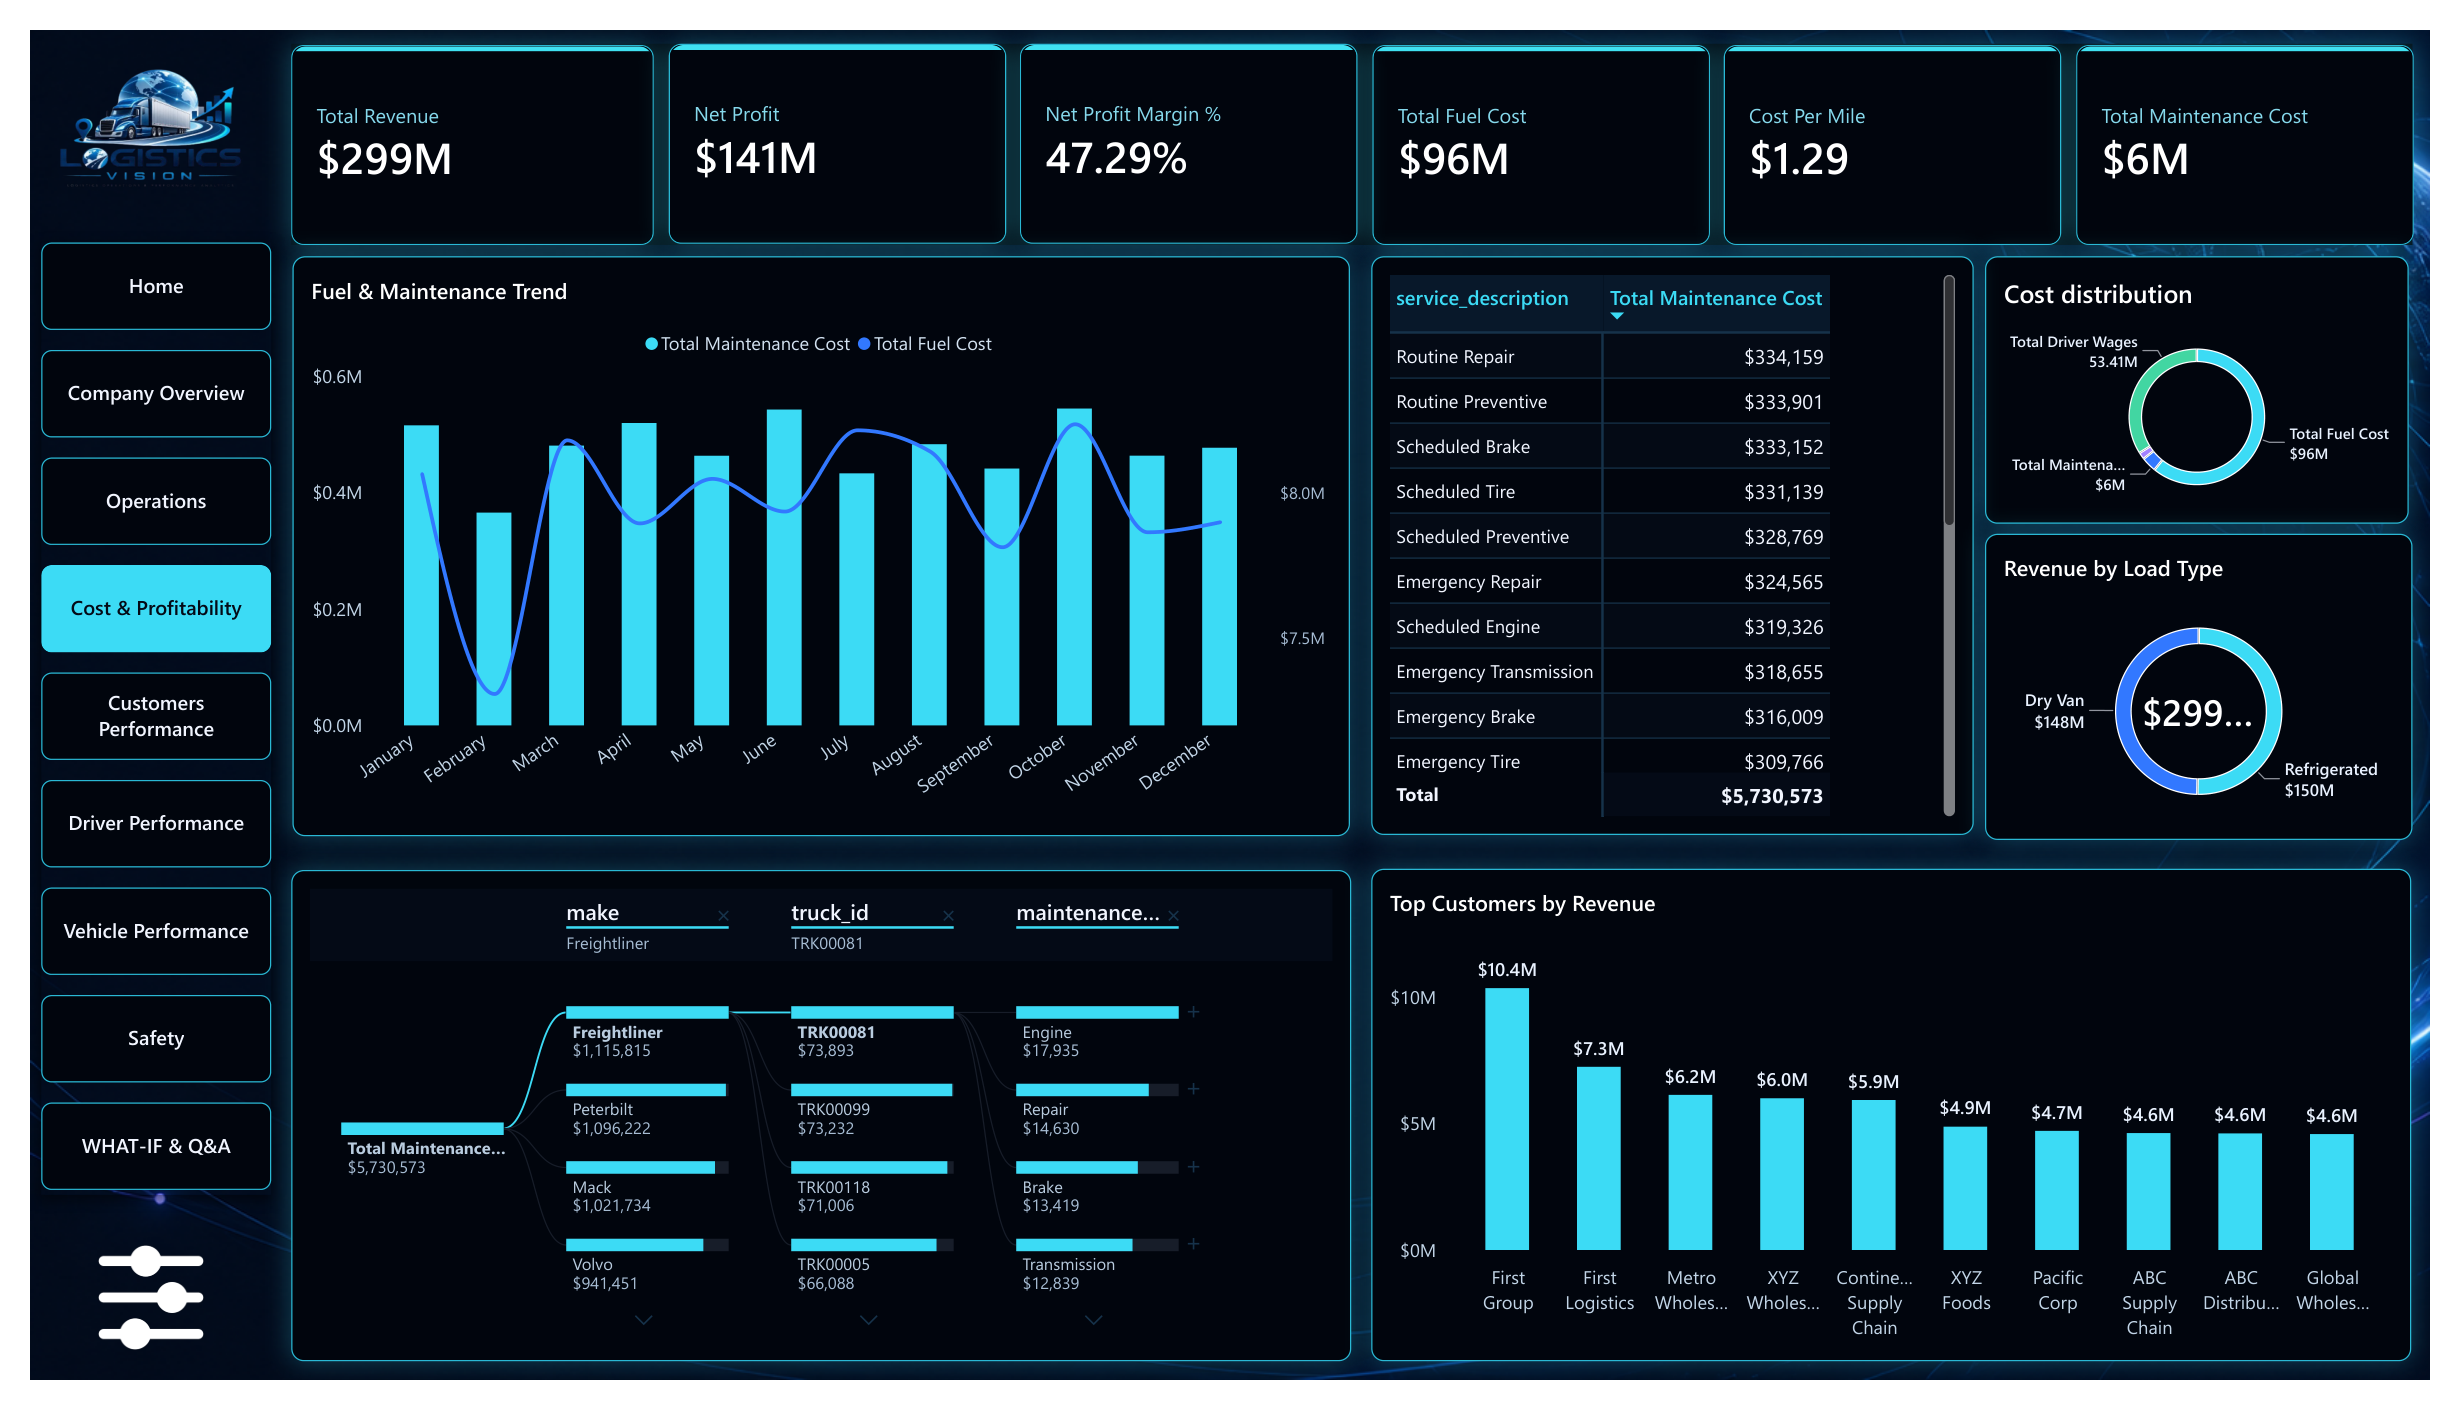 LOGISTICS
VISION
Total Revenue
$299M
Net Profit
$141M
Net Profit Margin %
47.29%
Total Fuel Cost
$96M
Cost Per Mile
$1.29
Total Maintenance Cost
$6M
Home
Company Overview
Operations
Cost & Profitability
Customers
Performance
Driver Performance
Vehicle Performance
Safety
WHAT-IF & Q&A
Fuel & Maintenance Trend
Total Maintenance Cost Total Fuel Cost
$0.6M
$0.4M
$0.2M
$0.0M
$8.0M
$7.5M
January
February
March
April
May
June
July
August
September
October
November
December
service_description Total Maintenance Cost
Routine Repair $334,159
Routine Preventive $333,901
Scheduled Brake $333,152
Scheduled Tire $331,139
Scheduled Preventive $328,769
Emergency Repair $324,565
Scheduled Engine $319,326
Emergency Transmission $318,655
Emergency Brake $316,009
Emergency Tire $309,766
Total $5,730,573
Cost distribution
Total Driver Wages
53.41M
Total Fuel Cost
$96M
Total Maintena...
$6M
Revenue by Load Type
Dry Van
$148M
$299...
Refrigerated
$150M
make
Freightliner
truck_id
TRK00081
maintenance...
Total Maintenance...
$5,730,573
Freightliner
$1,115,815
Peterbilt
$1,096,222
Mack
$1,021,734
Volvo
$941,451
TRK00081
$73,893
TRK00099
$73,232
TRK00118
$71,006
TRK00005
$66,088
Engine
$17,935
Repair
$14,630
Brake
$13,419
Transmission
$12,839
Top Customers by Revenue
$10M
$5M
$0M
$10.4M
$7.3M
$6.2M
$6.0M
$5.9M
$4.9M
$4.7M
$4.6M
$4.6M
$4.6M
First
Group
First
Logistics
Metro
Wholes...
XYZ
Wholes...
Contine...
Supply
Chain
XYZ
Foods
Pacific
Corp
ABC
Supply
Chain
ABC
Distribu...
Global
Wholes...